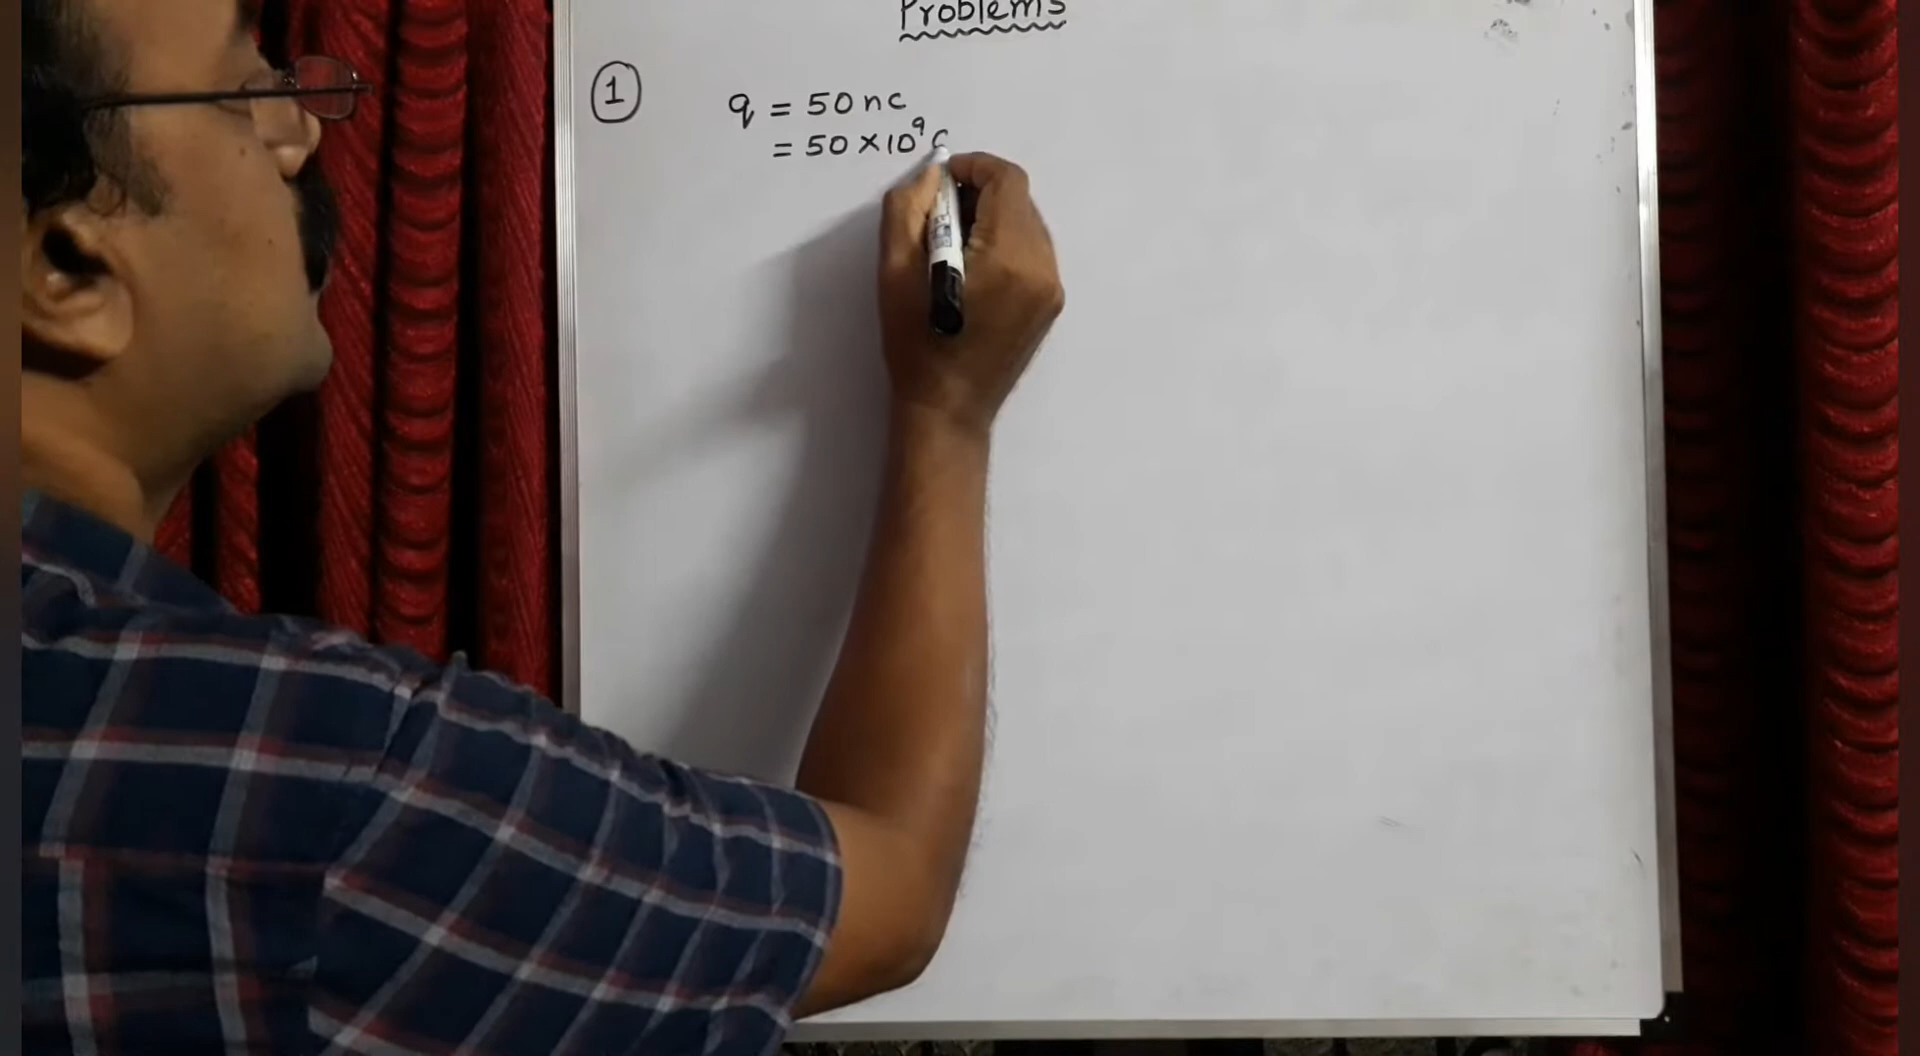 Problems
1 q = 50 nc
= 50 × 10⁹ C